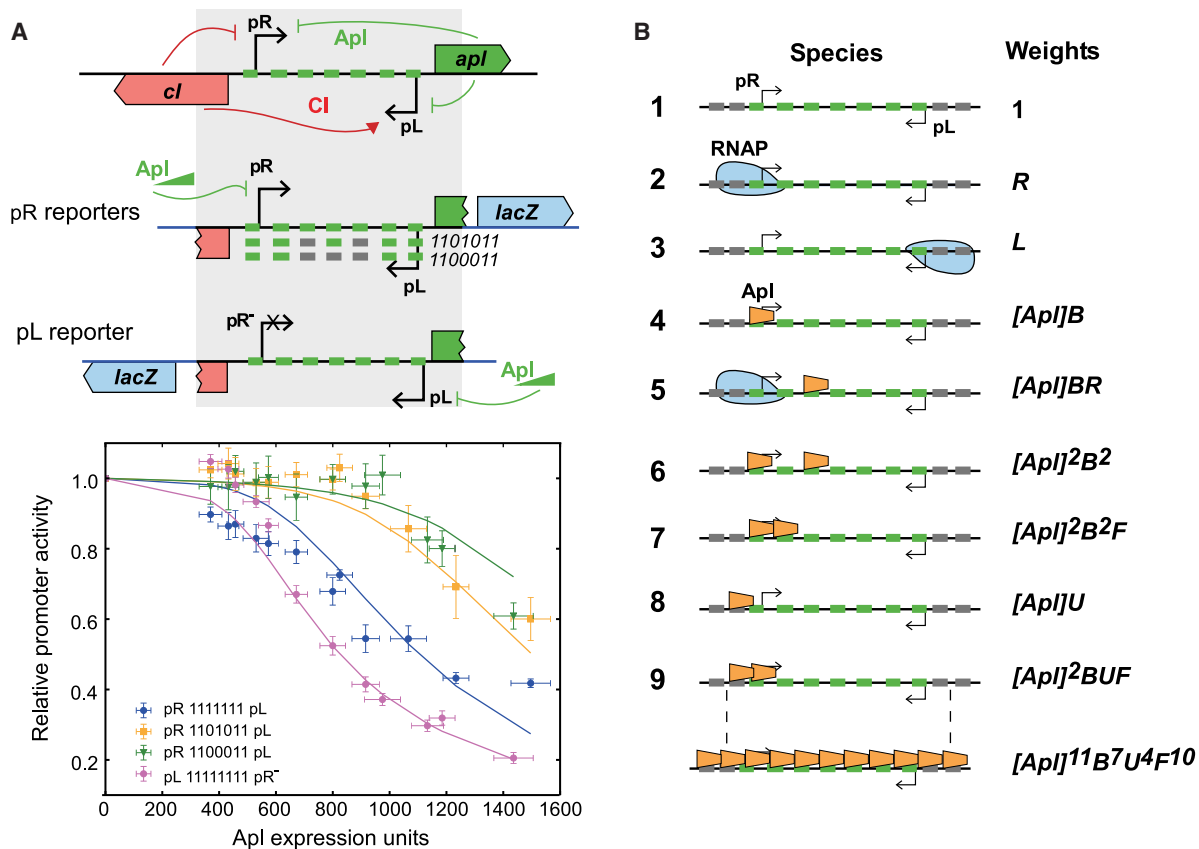 A
pR
Apl
apl
cI
CI
pL
Apl
pR
pR reporters
lacZ
1101011
1100011
pL
pL reporter
pR⁻
lacZ
pL
Apl
Relative promoter activity
1.0
0.8
0.6
0.4
0.2
pR 1111111 pL
pR 1101011 pL
pR 1100011 pL
pL 11111111 pR⁻
0 200 400 600 800 1000 1200 1400 1600
Apl expression units
B
Species Weights
pR
1 1
pL
RNAP
2 R
3 L
Apl
4 [Apl]B
5 [Apl]BR
6 [Apl]²B²
7 [Apl]²B²F
8 [Apl]U
9 [Apl]²BUF
[Apl]¹¹B⁷U⁴F¹⁰